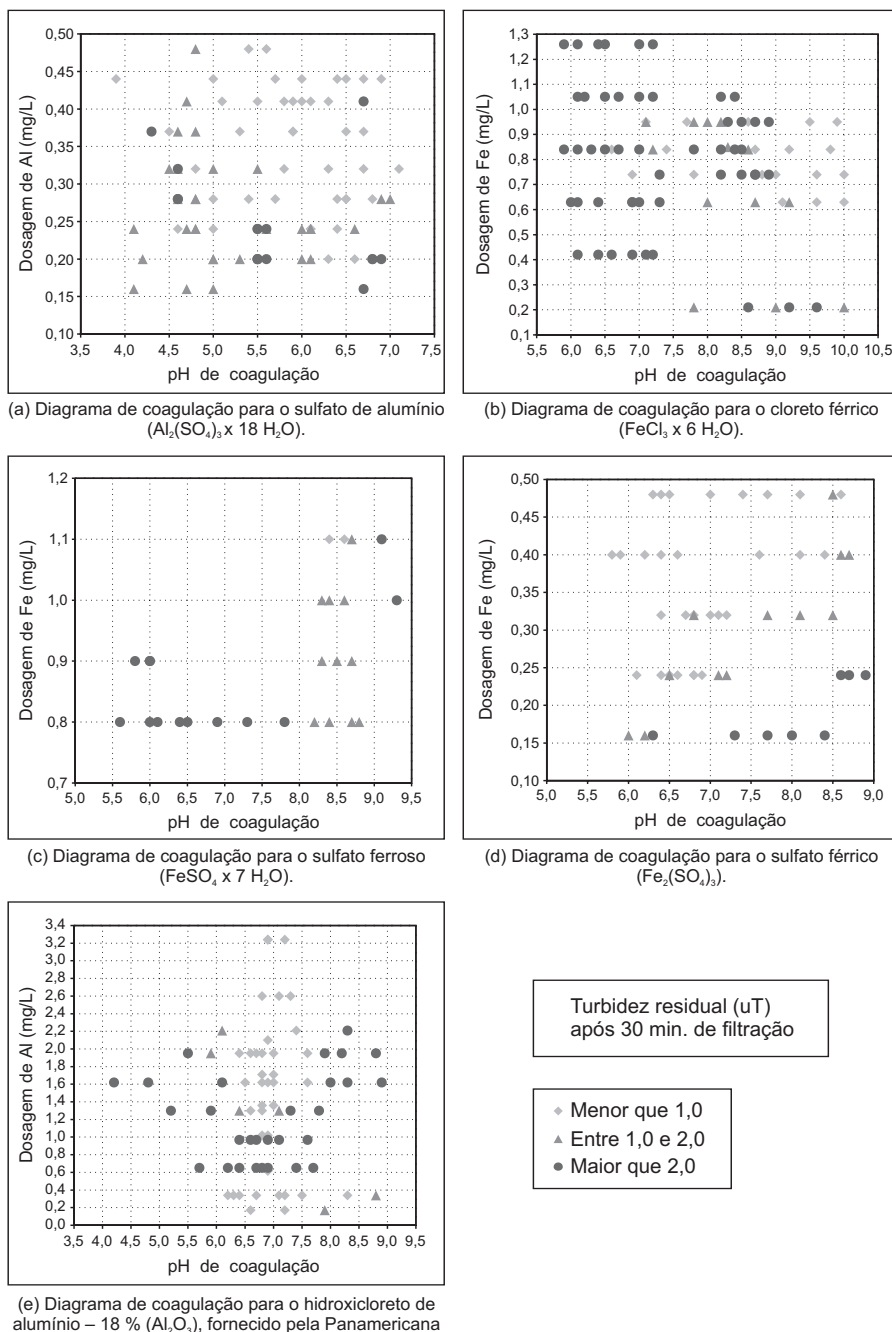 0,50
0,45
0,40
0,35
0,30
0,25
0,20
0,15
0,10
Dosagem de Al (mg/L)
3,5 4,0 4,5 5,0 5,5 6,0 6,5 7,0 7,5
pH de coagulação
(a) Diagrama de coagulação para o sulfato de alumínio
(Al₂(SO₄)₃ x 18 H₂O).
1,3
1,2
1,1
1,0
0,9
0,8
0,7
0,6
0,5
0,4
0,3
0,2
0,1
Dosagem de Fe (mg/L)
5,5 6,0 6,5 7,0 7,5 8,0 8,5 9,0 9,5 10,0 10,5
pH de coagulação
(b) Diagrama de coagulação para o cloreto férrico
(FeCl₃ x 6 H₂O).
1,2
1,1
1,0
0,9
0,8
0,7
Dosagem de Fe (mg/L)
5,0 5,5 6,0 6,5 7,0 7,5 8,0 8,5 9,0 9,5
pH de coagulação
(c) Diagrama de coagulação para o sulfato ferroso
(FeSO₄ x 7 H₂O).
0,50
0,40
0,30
0,20
0,15
0,10
Dosagem de Fe (mg/L)
5,0 5,5 6,0 6,5 7,0 7,5 8,0 8,5 9,0
pH de coagulação
(d) Diagrama de coagulação para o sulfato férrico
(Fe₂(SO₄)₃).
3,4
3,2
2,8
2,6
2,4
2,2
2,0
1,8
1,6
1,4
1,2
1,0
0,8
0,6
0,4
0,2
0,0
Dosagem de Al (mg/L)
3,5 4,0 4,5 5,0 5,5 6,0 6,5 7,0 7,5 8,0 8,5 9,0 9,5
pH de coagulação
(e) Diagrama de coagulação para o hidroxicloreto de
alumínio – 18 % (Al₂O₃), fornecido pela Panamericana
Turbidez residual (uT)
após 30 min. de filtração
Menor que 1,0
Entre 1,0 e 2,0
Maior que 2,0